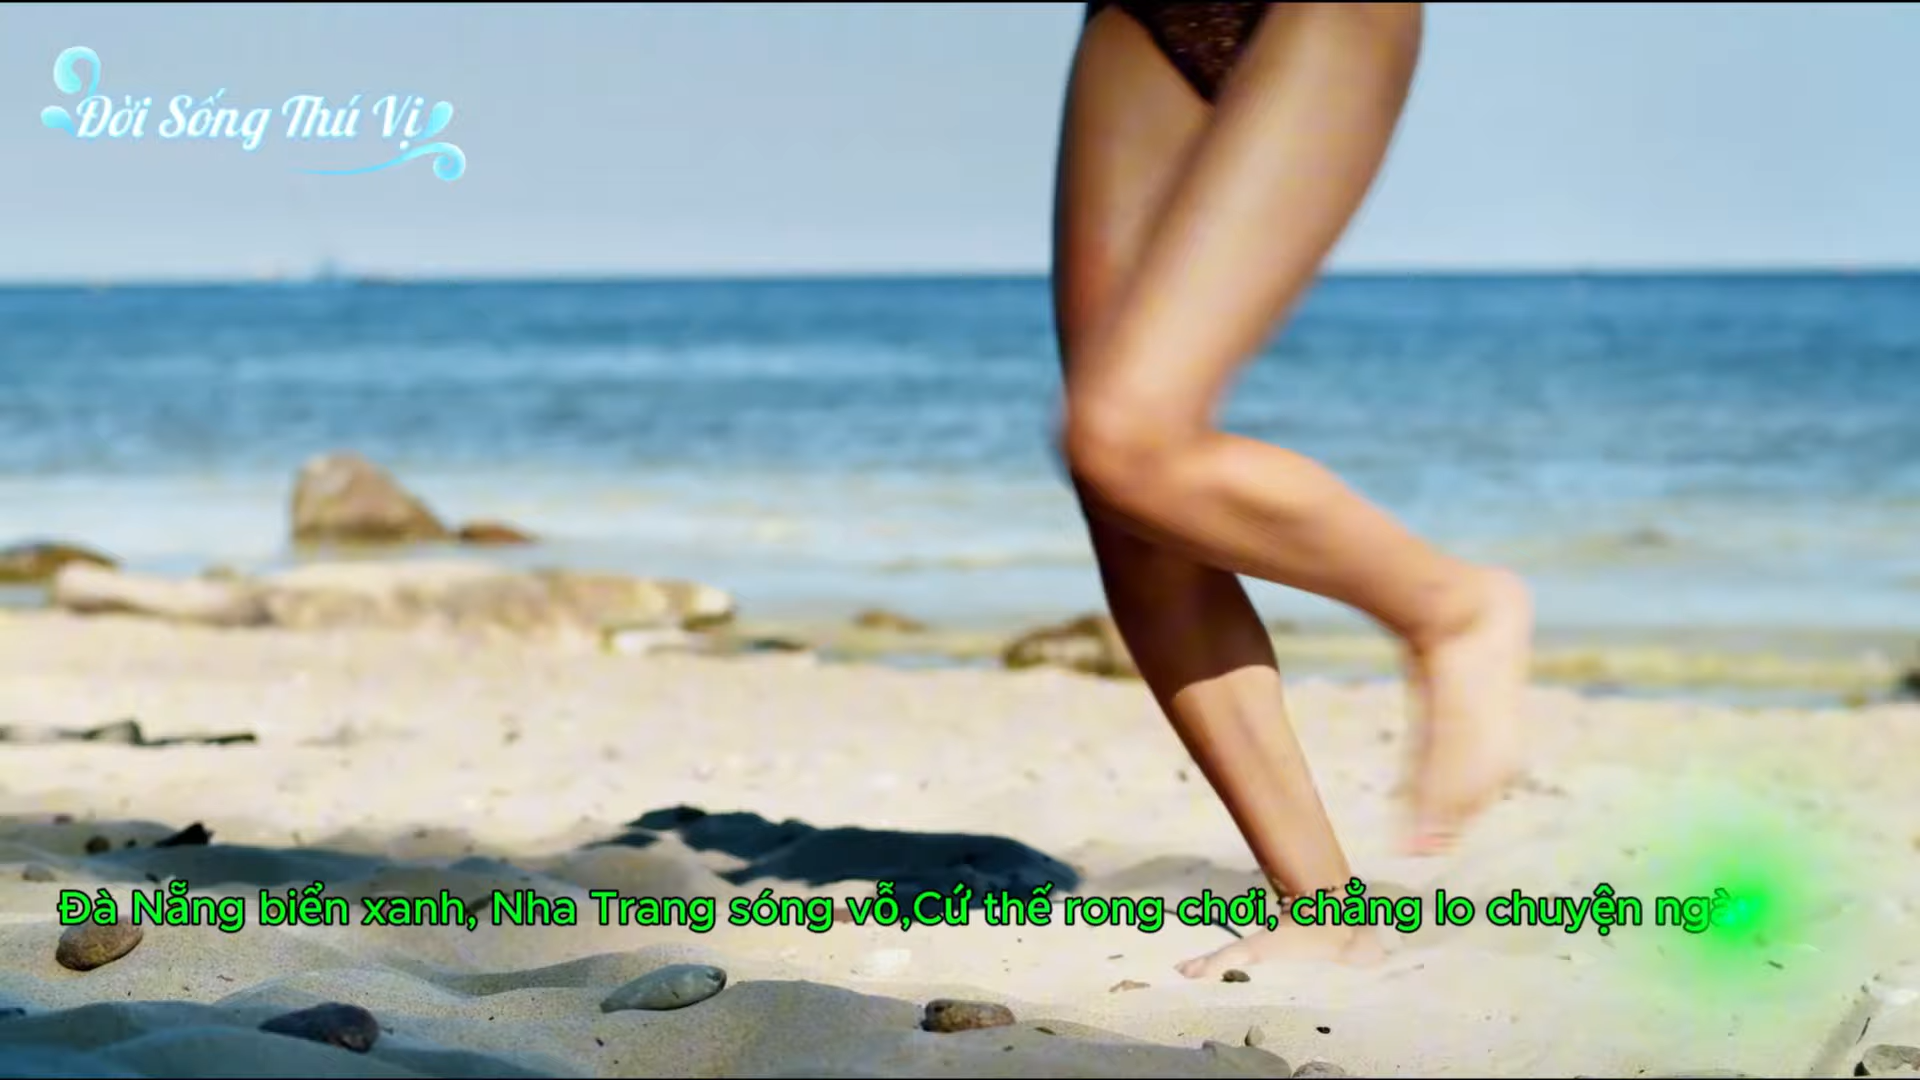 Đời Sống Thú Vị
Đà Nẵng biển xanh, Nha Trang sóng vỗ,Cứ thế rong chơi, chẳng lo chuyện